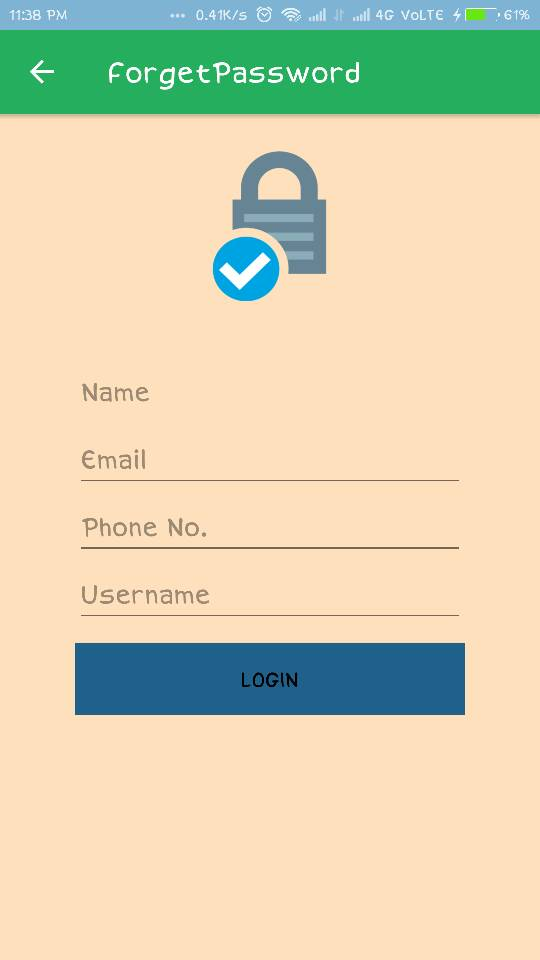 11:38 PM ... 0.41K/s 4G VoLTE 61%
ForgetPassword
Name
Email
Phone No.
Username
LOGIN